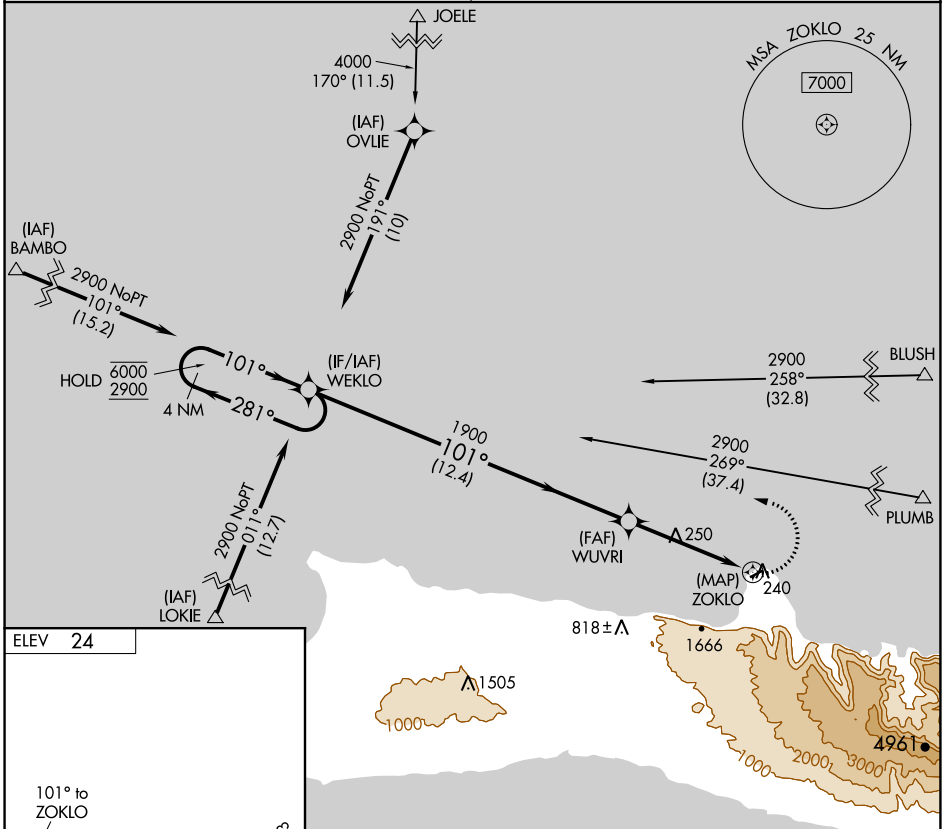 JOELE
4000
170° (11.5)
(IAF)
OVLIE
2900 NoPT
191°
(10)
MSA ZOKLO 25 NM
7000
(IAF)
BAMBO
2900 NoPT
101°
(15.2)
HOLD
6000
2900
4 NM
101°
281°
(IF/IAF)
WEKLO
1900
101°
(12.4)
2900
258°
(32.8)
BLUSH
2900
269°
(37.4)
PLUMB
2900 NoPT
011°
(12.7)
(IAF)
LOKIE
(FAF)
WUVRI
250
(MAP)
ZOKLO
240
818±
1666
1505
1000
4961
1000
2000
3000
ELEV 24
101° to
ZOKLO